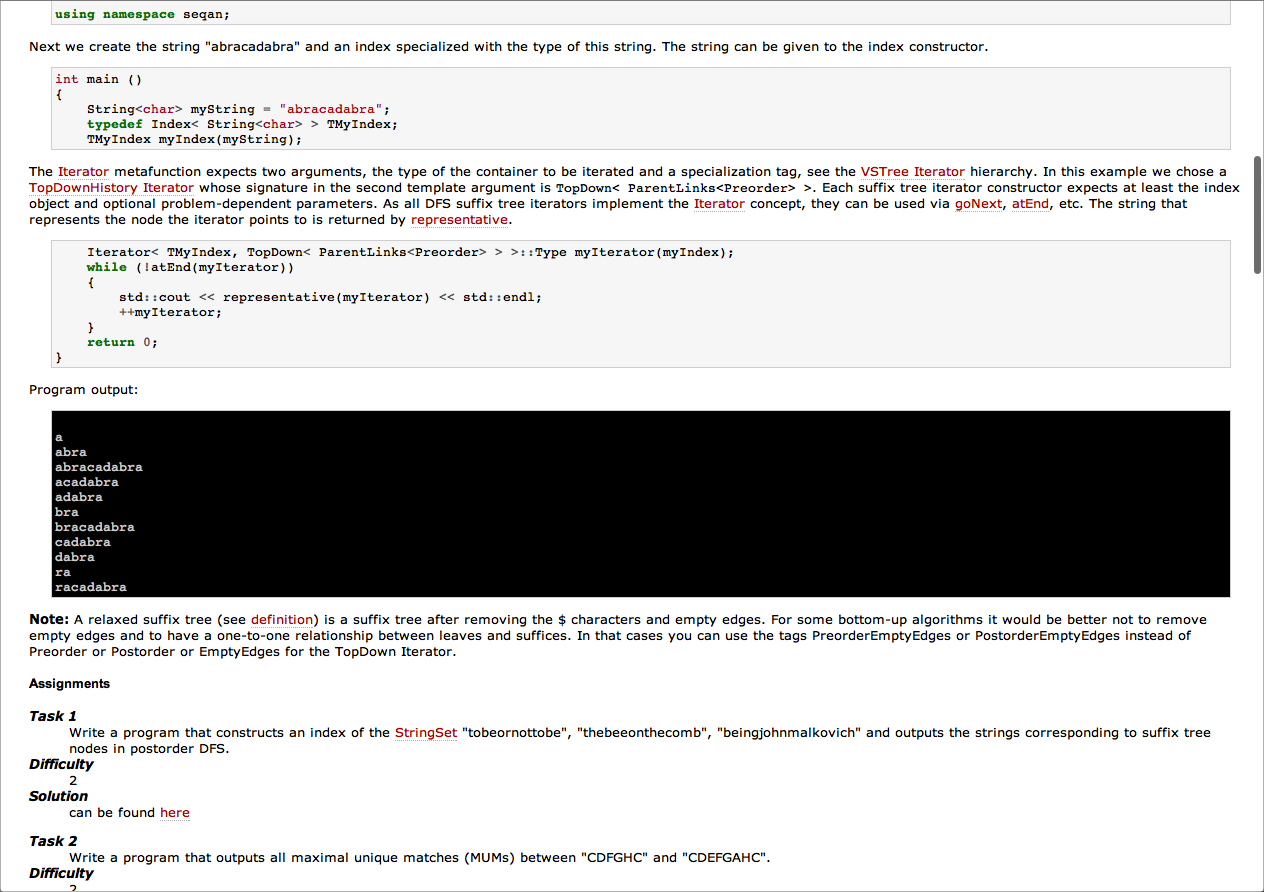 using namespace seqan;
Next we create the string "abracadabra" and an index specialized with the type of this string. The string can be given to the index constructor.
int main ()
{
    String<char> myString = "abracadabra";
    typedef Index< String<char> > TMyIndex;
    TMyIndex myIndex(myString);
The Iterator metafunction expects two arguments, the type of the container to be iterated and a specialization tag, see the VSTree Iterator hierarchy. In this example we chose a
TopDownHistory Iterator whose signature in the second template argument is TopDown< ParentLinks<Preorder> >. Each suffix tree iterator constructor expects at least the index
object and optional problem-dependent parameters. As all DFS suffix tree iterators implement the Iterator concept, they can be used via goNext, atEnd, etc. The string that
represents the node the iterator points to is returned by representative.
    Iterator< TMyIndex, TopDown< ParentLinks<Preorder> > >::Type myIterator(myIndex);
    while (!atEnd(myIterator))
    {
        std::cout << representative(myIterator) << std::endl;
        ++myIterator;
    }
    return 0;
}
Program output:
a
abra
abracadabra
acadabra
adabra
bra
bracadabra
cadabra
dabra
ra
racadabra
Note: A relaxed suffix tree (see definition) is a suffix tree after removing the $ characters and empty edges. For some bottom-up algorithms it would be better not to remove
empty edges and to have a one-to-one relationship between leaves and suffices. In that cases you can use the tags PreorderEmptyEdges or PostorderEmptyEdges instead of
Preorder or Postorder or EmptyEdges for the TopDown Iterator.
Assignments
Task 1
Write a program that constructs an index of the StringSet "tobeornottobe", "thebeeonthecomb", "beingjohnmalkovich" and outputs the strings corresponding to suffix tree
nodes in postorder DFS.
Difficulty
2
Solution
can be found here
Task 2
Write a program that outputs all maximal unique matches (MUMs) between "CDFGHC" and "CDEFGAHC".
Difficulty
2